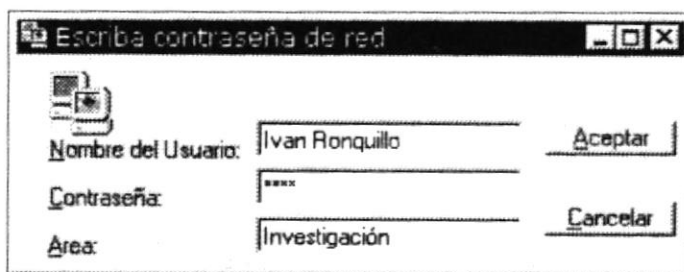 Escriba contraseña de red
Nombre del Usuario: Ivan Ronquillo Aceptar
Contraseña: ****
Cancelar
Area: Investigación